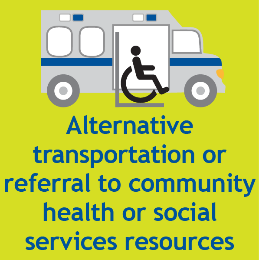 Alternative
transportation or
referral to community
health or social
services resources